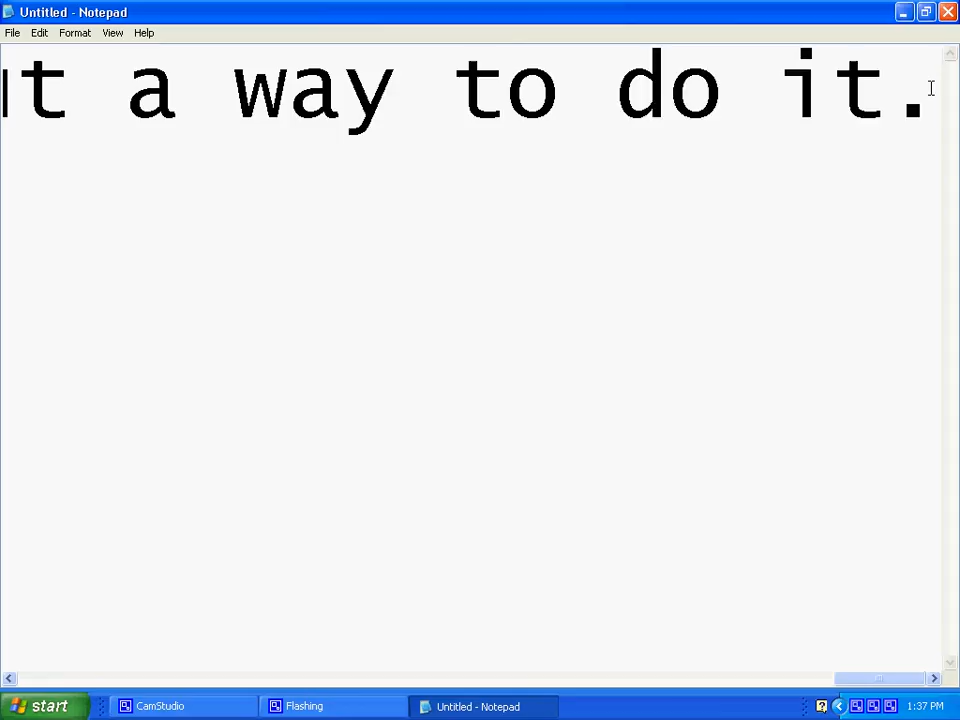 Untitled - Notepad
File Edit Format View Help
t a way to do it.
start CamStudio Flashing Untitled - Notepad 1:37 PM